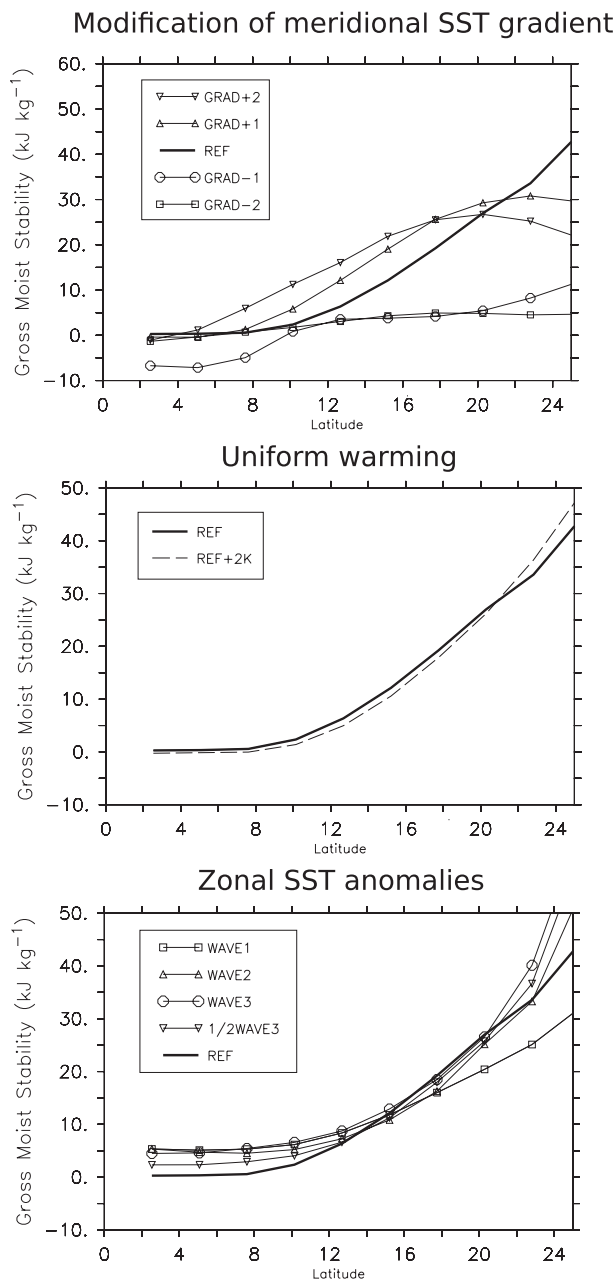 Modification of meridional SST gradient
Gross Moist Stability (kJ kg−1)
60.
50.
40.
30.
20.
10.
0.
−10.
GRAD+2
GRAD+1
REF
GRAD−1
GRAD−2
0 4 8 12 16 20 24
Latitude
Uniform warming
Gross Moist Stability (kJ kg−1)
50.
40.
30.
20.
10.
0.
−10.
REF
REF+2K
0 4 8 12 16 20 24
Latitude
Zonal SST anomalies
Gross Moist Stability (kJ kg−1)
50.
40.
30.
20.
10.
0.
−10.
WAVE1
WAVE2
WAVE3
1/2WAVE3
REF
0 4 8 12 16 20 24
Latitude